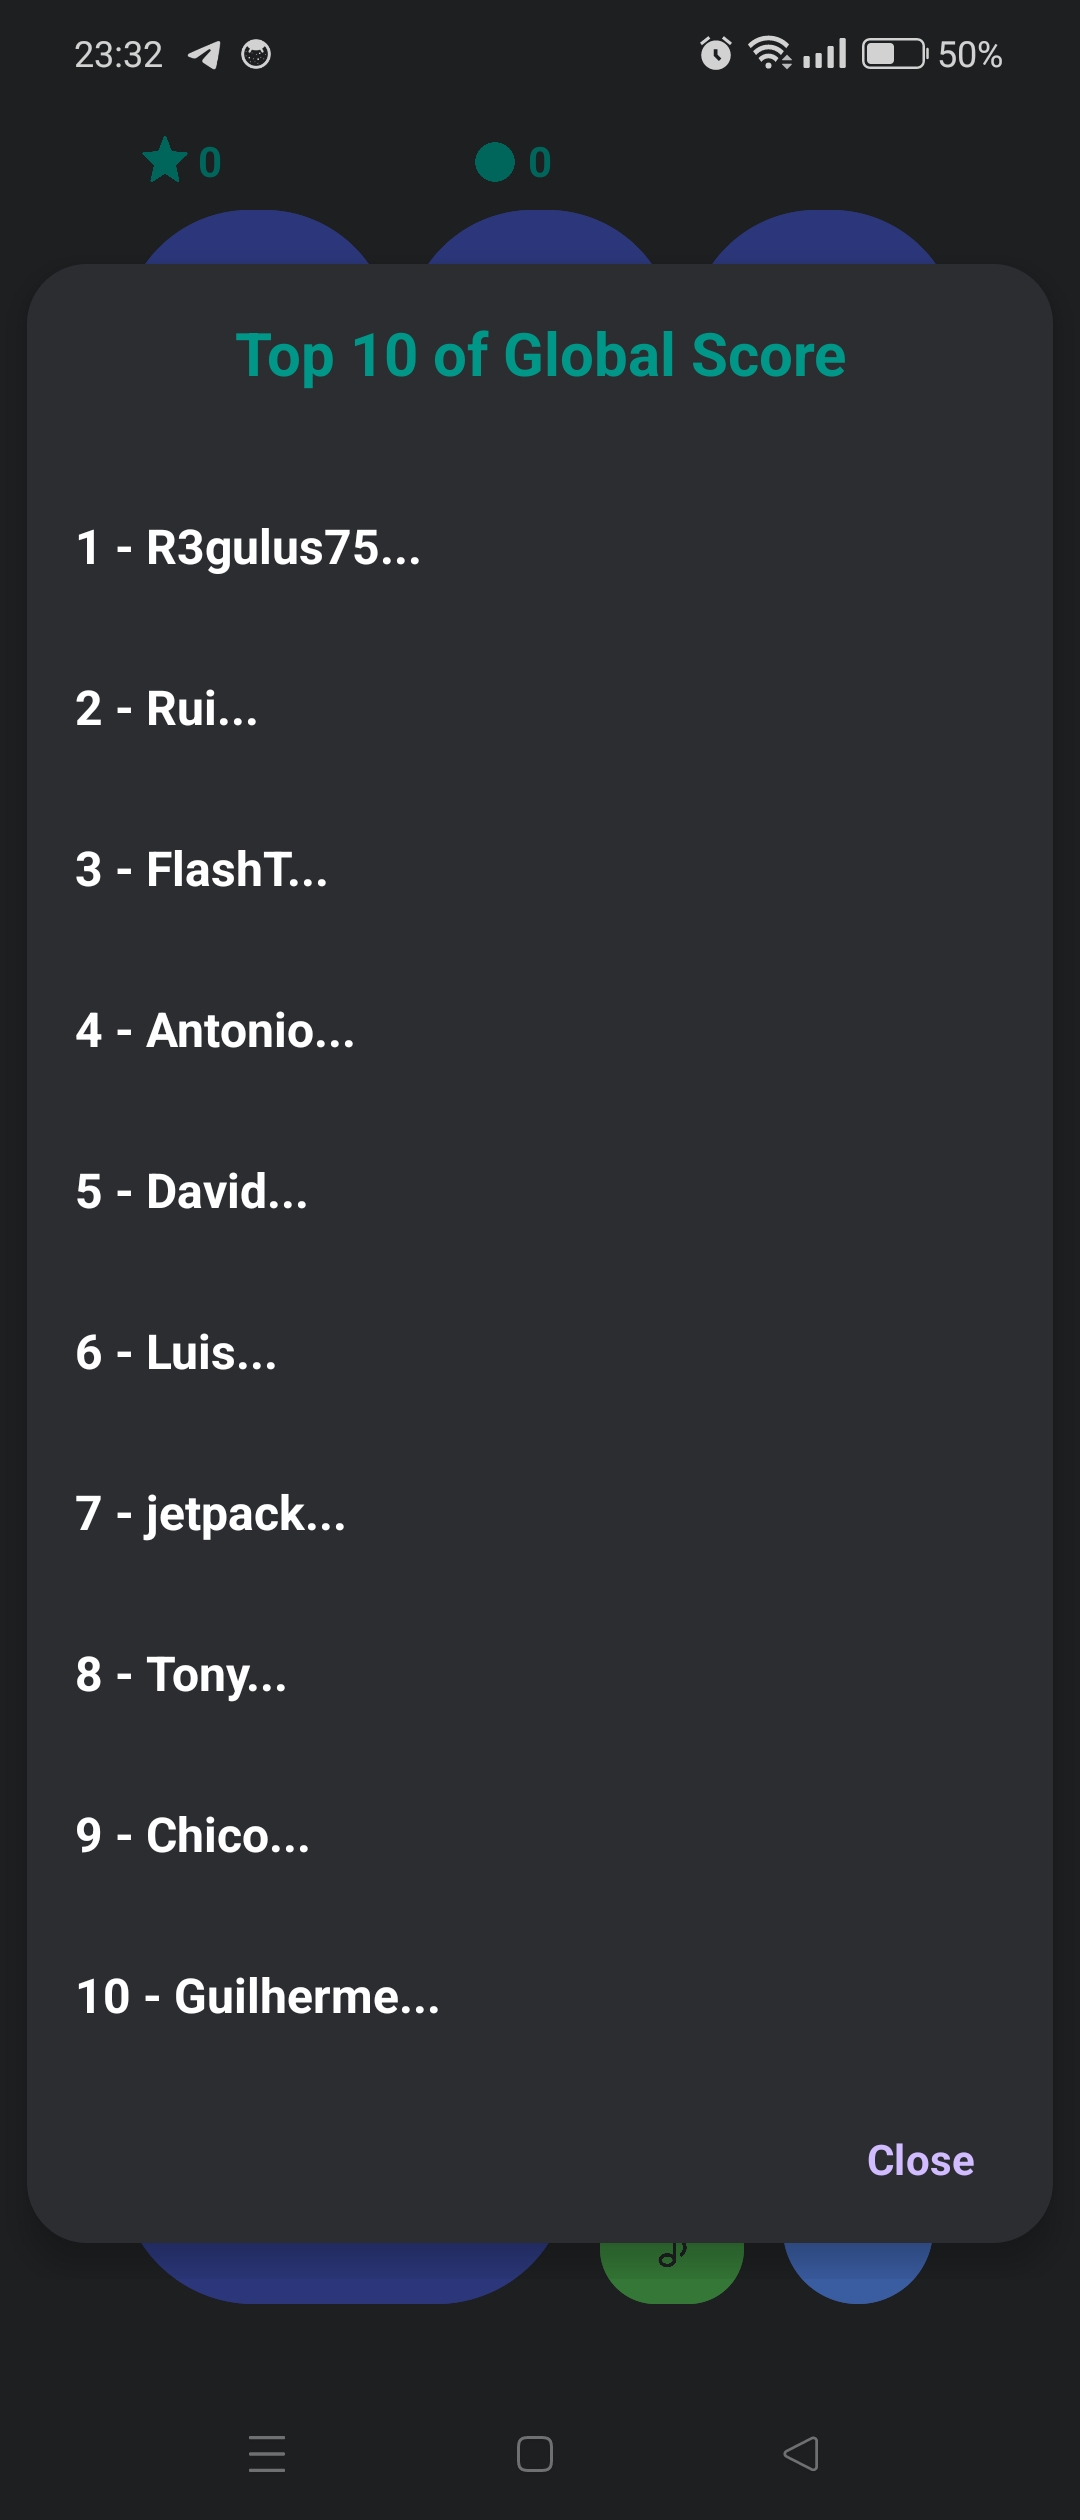 23:32 50%
0 0
Top 10 of Global Score
1 - R3gulus75...
2 - Rui...
3 - FlashT...
4 - Antonio...
5 - David...
6 - Luis...
7 - jetpack...
8 - Tony...
9 - Chico...
10 - Guilherme...
Close